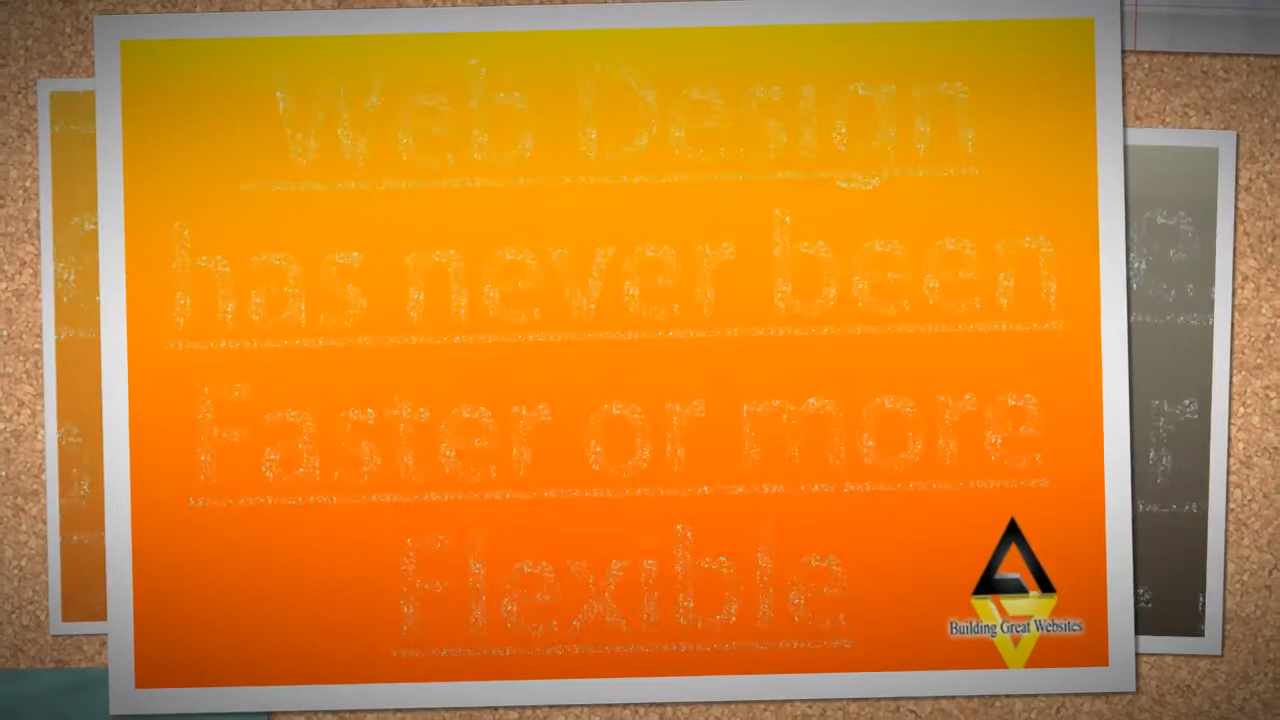 Web Design
has never been
Faster or more
Flexible
Building Great Websites